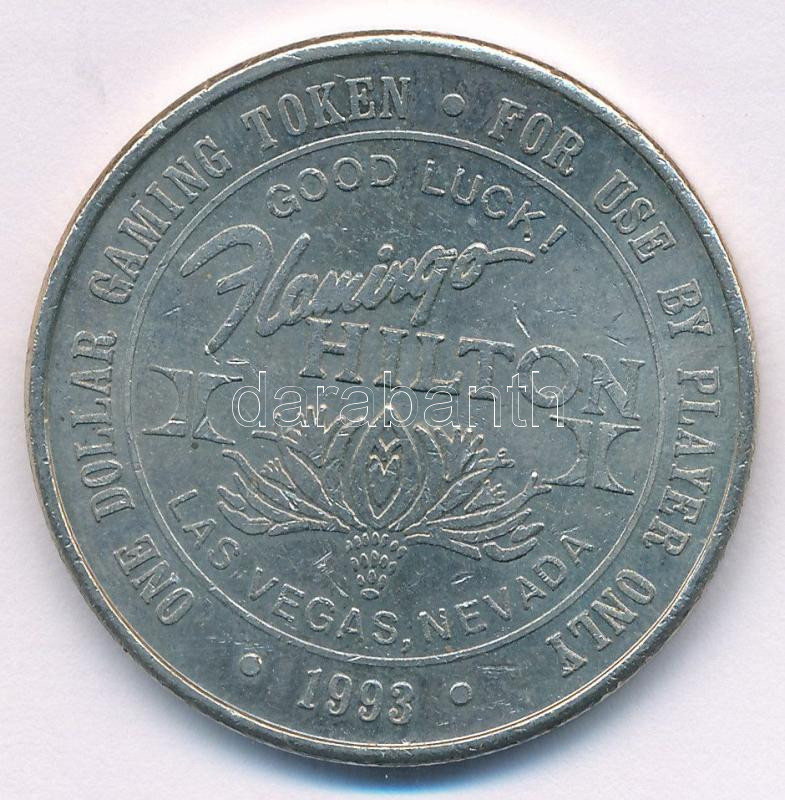 ONE DOLLAR GAMING TOKEN • FOR USE BY PLAYER ONLY
• 1993 •
GOOD LUCK!
Flamingo
HILTON
LAS VEGAS, NEVADA
darabanth